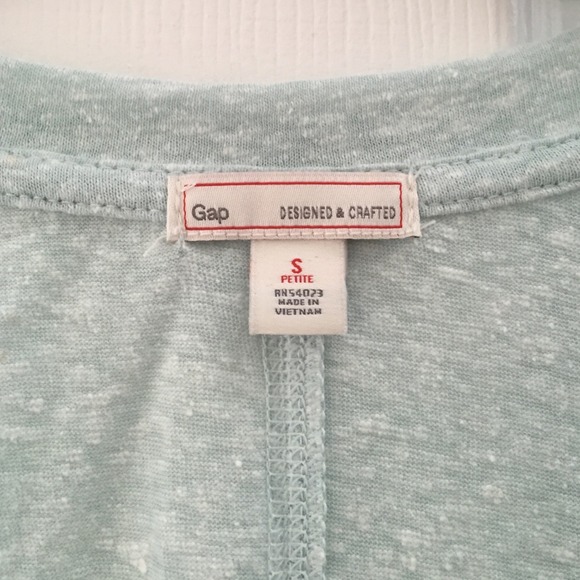 Gap DESIGNED & CRAFTED
S
PETITE
RN54023
MADE IN
VIETNAM